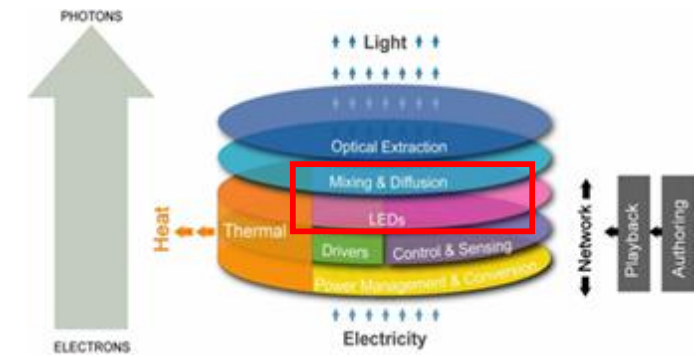 PHOTONS
Light
Optical Extraction
Mixing & Diffusion
LEDs
Heat
Thermal
Drivers
Control & Sensing
Power Management & Conversion
Network
Playback
Authoring
Electricity
ELECTRONS